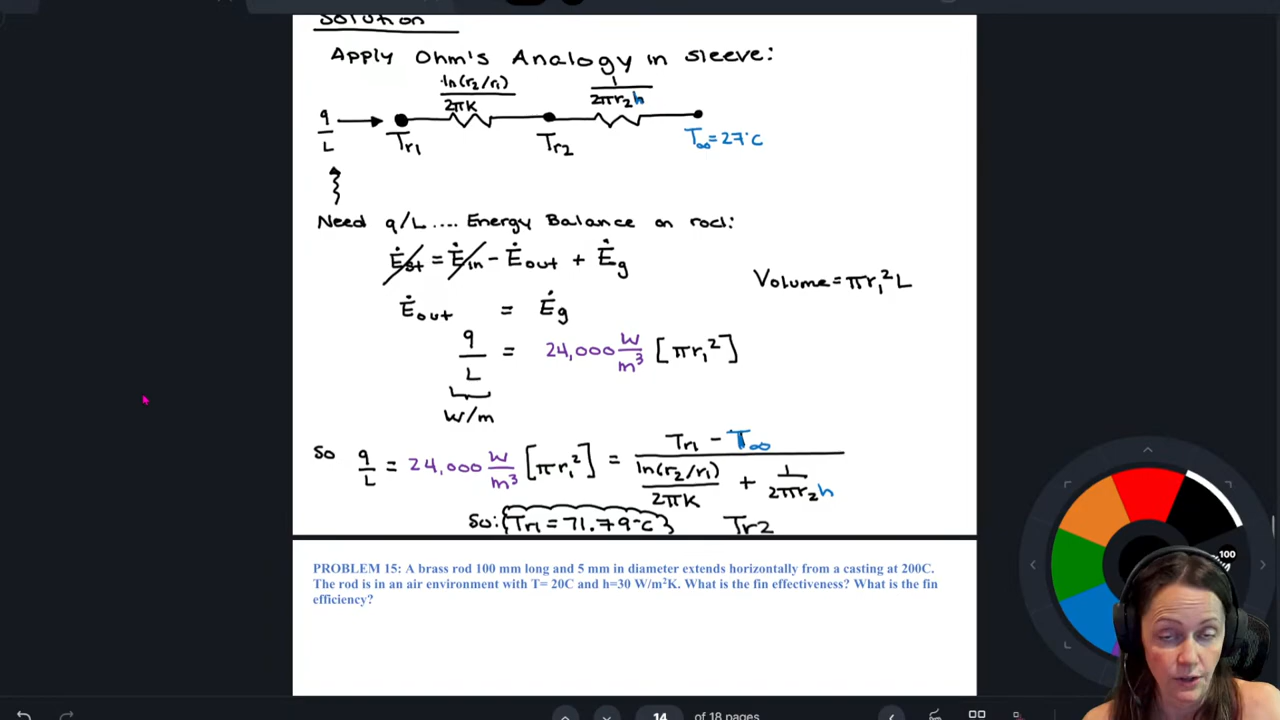 Solution
Apply Ohm's Analogy in sleeve:
ln(r₂/r₁)
2πK
1
2πr₂h
q
L
Tr₁
Tr₂
T∞=27°C
Need q/L .... Energy Balance on rod:
Ėst = Ėin - Ėout + Ėg
Volume=πr₁²L
Ėout = Ėg
q/L = 24,000 W/m³ [πr₁²]
W/m
So q/L = 24,000 W/m³ [πr₁²] = (Tr₁ - T∞) / (ln(r₂/r₁)/2πK + 1/2πr₂h)
So: Tr₁ = 71.79°C Tr2
PROBLEM 15: A brass rod 100 mm long and 5 mm in diameter extends horizontally from a casting at 200C.
The rod is in an air environment with T= 20C and h=30 W/m²K. What is the fin effectiveness? What is the fin
efficiency?
100
14 of 18 pages